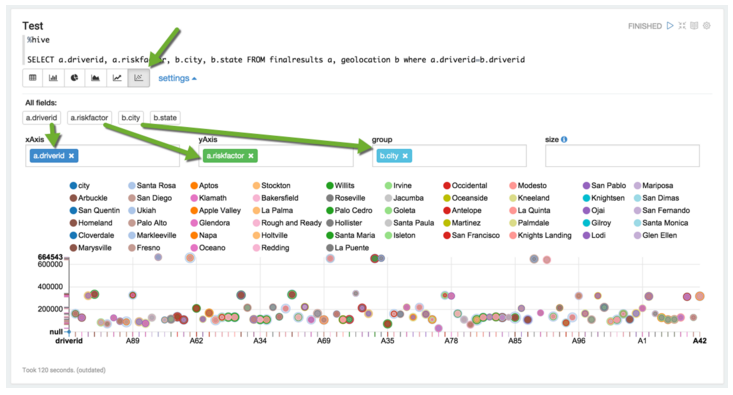 Test
FINISHED
%hive
SELECT a.driverid, a.riskfactor, b.city, b.state FROM finalresults a, geolocation b where a.driverid=b.driverid
settings
All fields:
a.driverid a.riskfactor b.city b.state
xAxis yAxis group size
a.driverid a.riskfactor b.city
city Santa Rosa Aptos Stockton Willits Irvine Occidental Modesto San Pablo Mariposa
Arbuckle San Diego Klamath Bakersfield Roseville Jacumba Oceanside Kneeland Knightsen San Dimas
San Quentin Ukiah Apple Valley La Palma Palo Cedro Goleta Antelope La Quinta Ojai San Fernando
Homeland Palo Alto Glendora Rough and Ready Hollister Santa Paula Martinez Palmdale Gilroy Santa Monica
Cloverdale Markleeville Napa Holtville Santa Maria Isleton San Francisco Knights Landing Lodi Glen Ellen
Marysville Fresno Oceano Redding La Puente
664543
600000
400000
200000
null
driverid A89 A62 A34 A69 A35 A78 A85 A96 A1 A42
Took 120 seconds. (outdated)